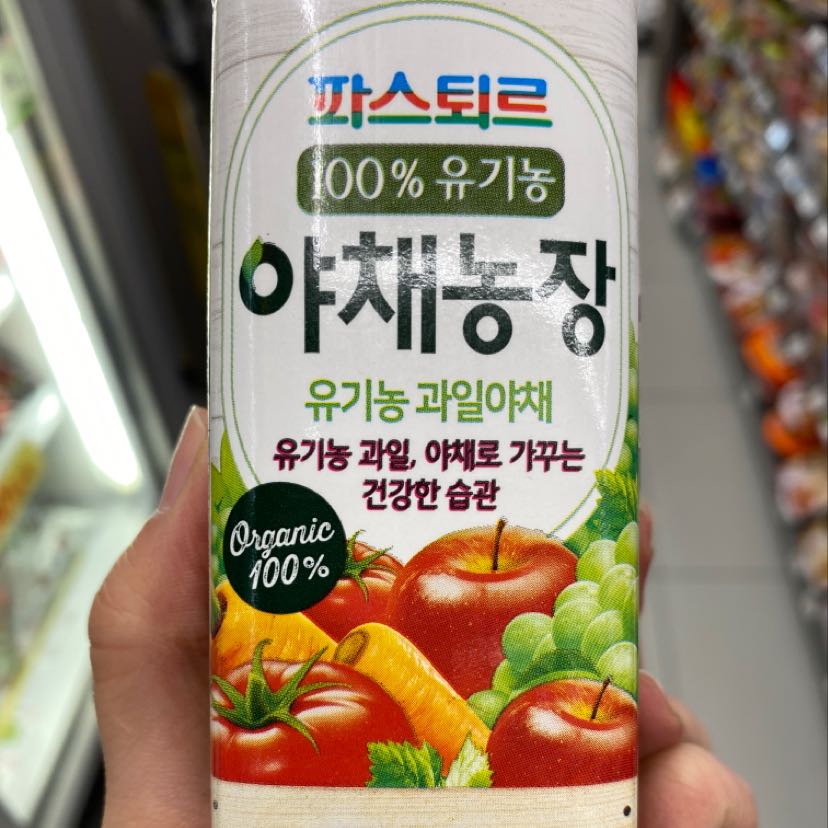 파스퇴르
100% 유기농
야채농장
유기농 과일야채
유기농 과일, 야채로 가꾸는
건강한 습관
Organic
100%